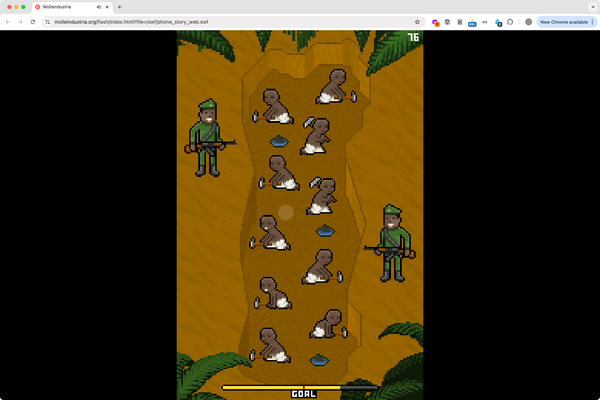 Molleindustria
molleindustria.org/flash/index.html?file=/swf/phone_story_web.swf
New Chrome available
76
GOAL